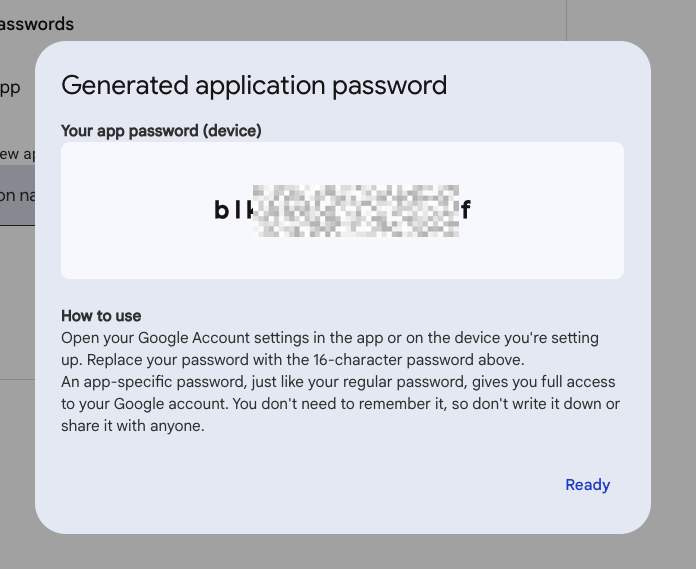 asswords
Generated application password
pp
Your app password (device)
ew ap
on na
How to use
Open your Google Account settings in the app or on the device you're setting
up. Replace your password with the 16-character password above.
An app-specific password, just like your regular password, gives you full access
to your Google account. You don't need to remember it, so don't write it down or
share it with anyone.
Ready